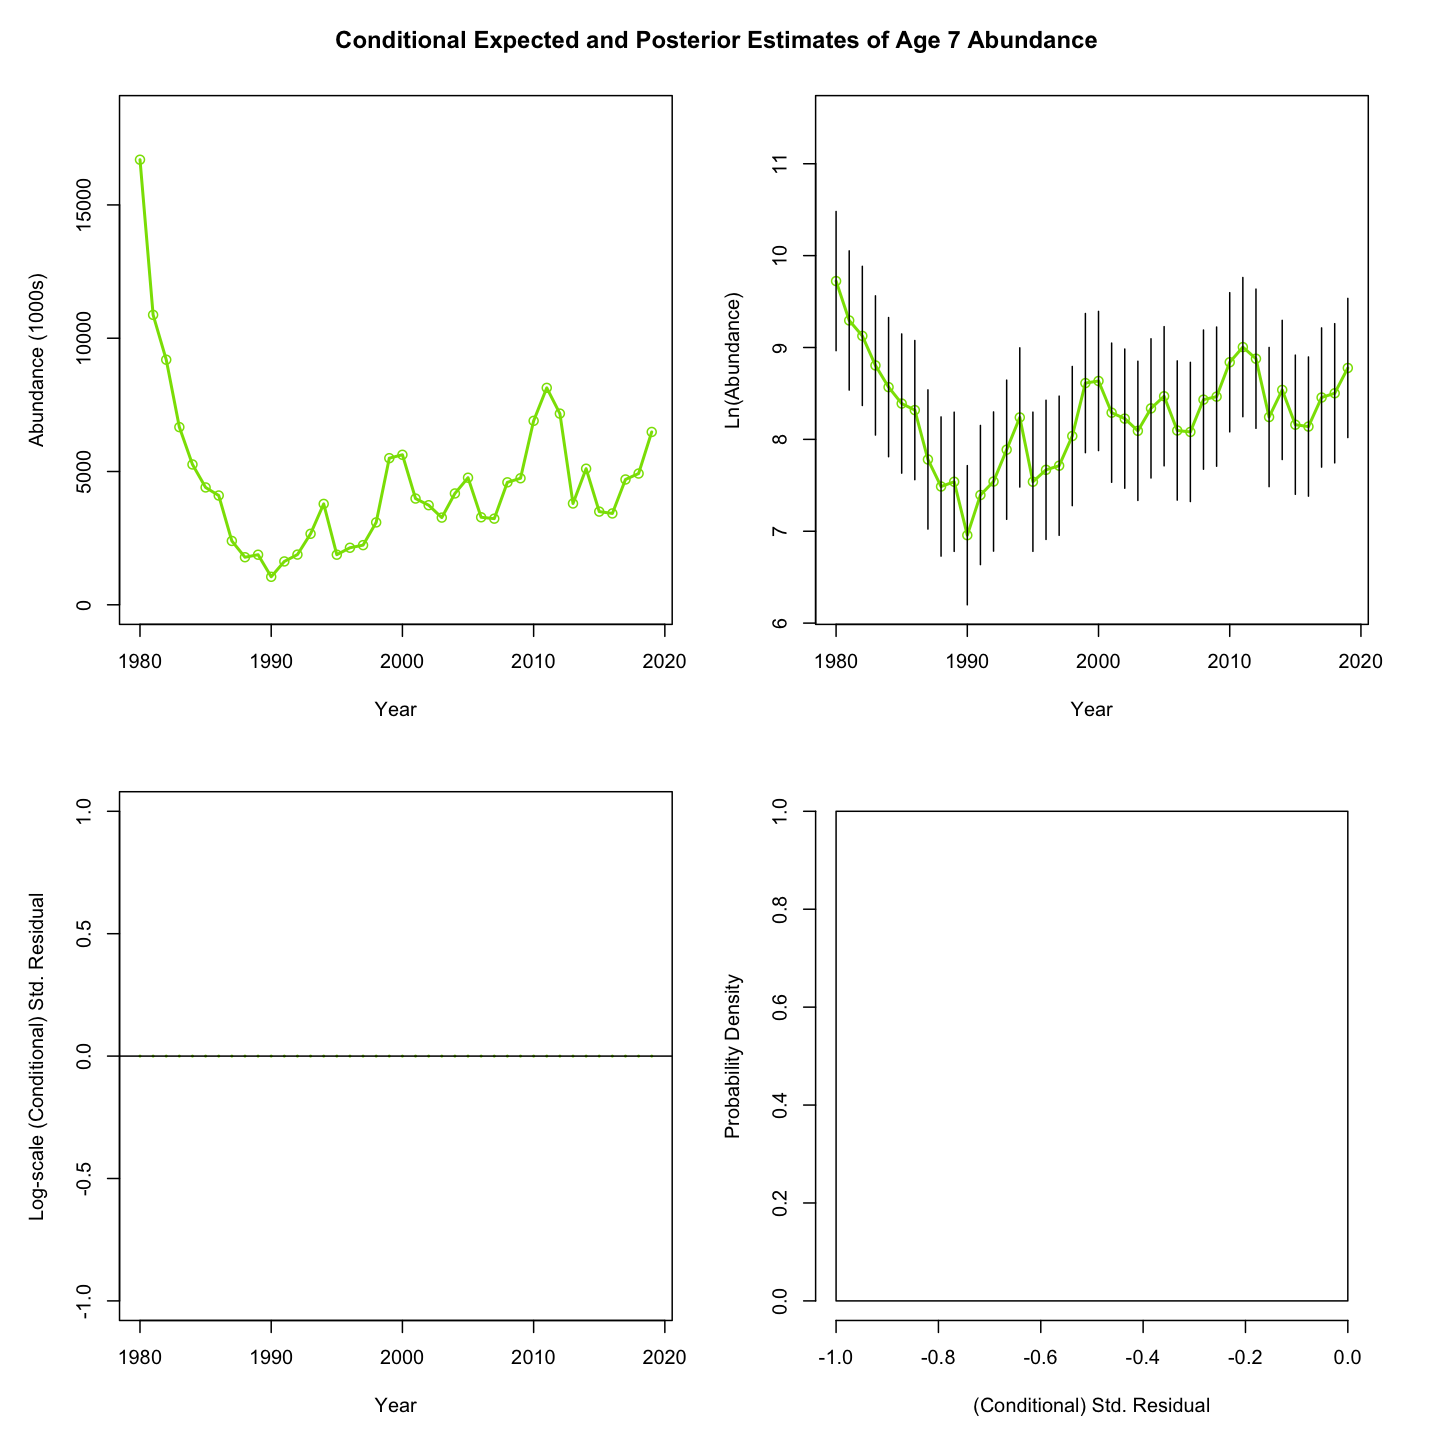 Conditional Expected and Posterior Estimates of Age 7 Abundance
Abundance (1000s)
15000
10000
5000
0
1980 1990 2000 2010 2020
Year
Ln(Abundance)
11
10
9
8
7
6
1980 1990 2000 2010 2020
Year
Log-scale (Conditional) Std. Residual
1.0
0.5
0.0
-0.5
-1.0
1980 1990 2000 2010 2020
Year
Probability Density
1.0
0.8
0.6
0.4
0.2
0.0
-1.0 -0.8 -0.6 -0.4 -0.2 0.0
(Conditional) Std. Residual